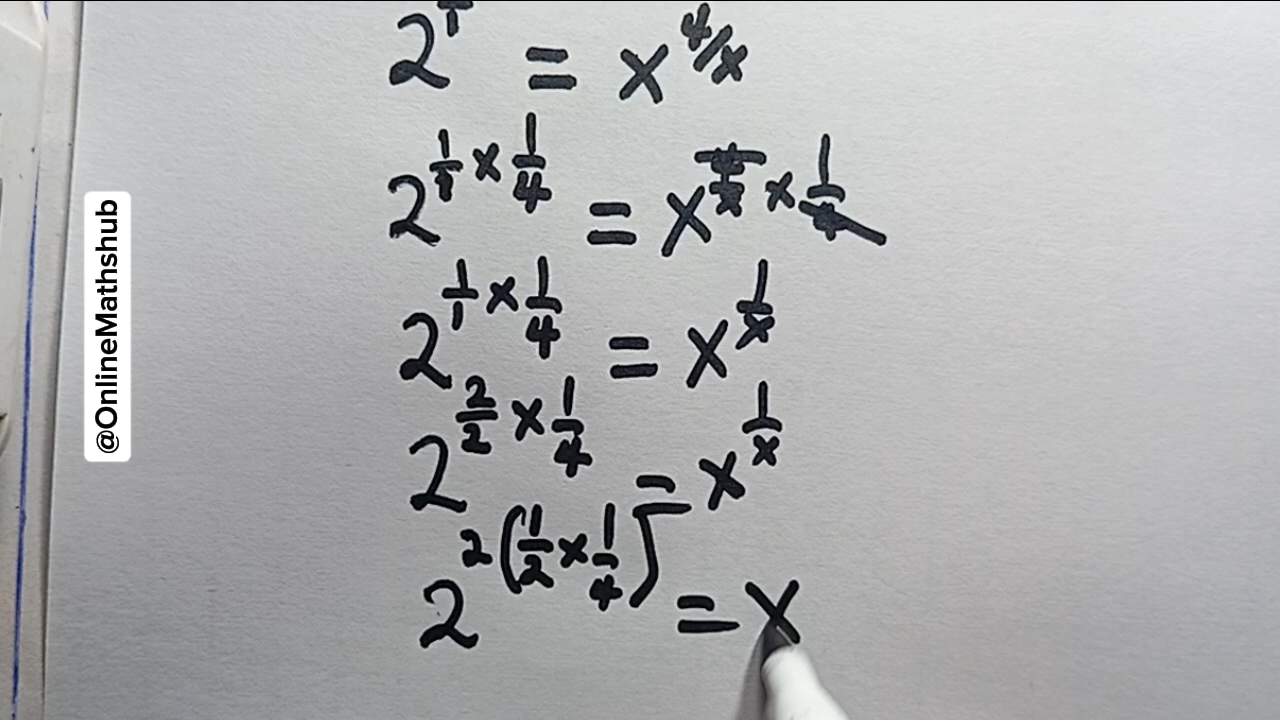 @OnlineMathshub
2^1 = x^4/x
2^(1/1 × 1/4) = x^(4/x × 1/4)
2^(1/1 × 1/4) = x^(1/x)
2^(2/2 × 1/4) = x^(1/x)
2^2(1/2 × 1/4) = x